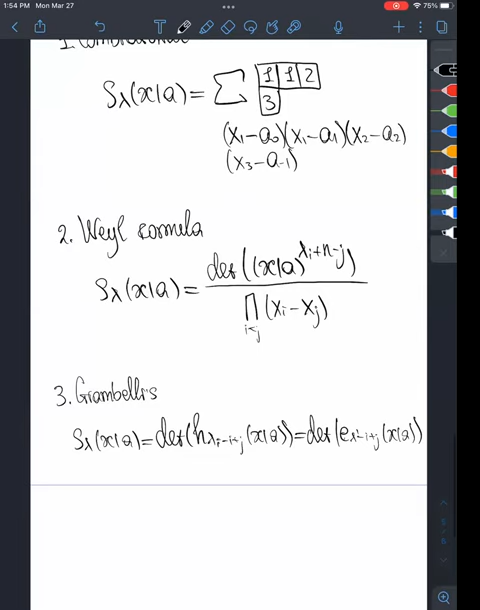 1:54 PM Mon Mar 27
75%
S_λ(x|a) = ∑ 1 1 2
3
(x_1-a_0)(x_1-a_1)(x_2-a_2)
(x_3-a_{-1})
2. Weyl formula
S_λ(x|a) = det((x|a)^{λ_i+n-j}) / ∏_{i<j} (x_i-x_j)
3. Giambelli's
S_λ(x|a) = det(h_{λ_i-i+j}(x|a)) = det(e_{λ'_i-i+j}(x|a))